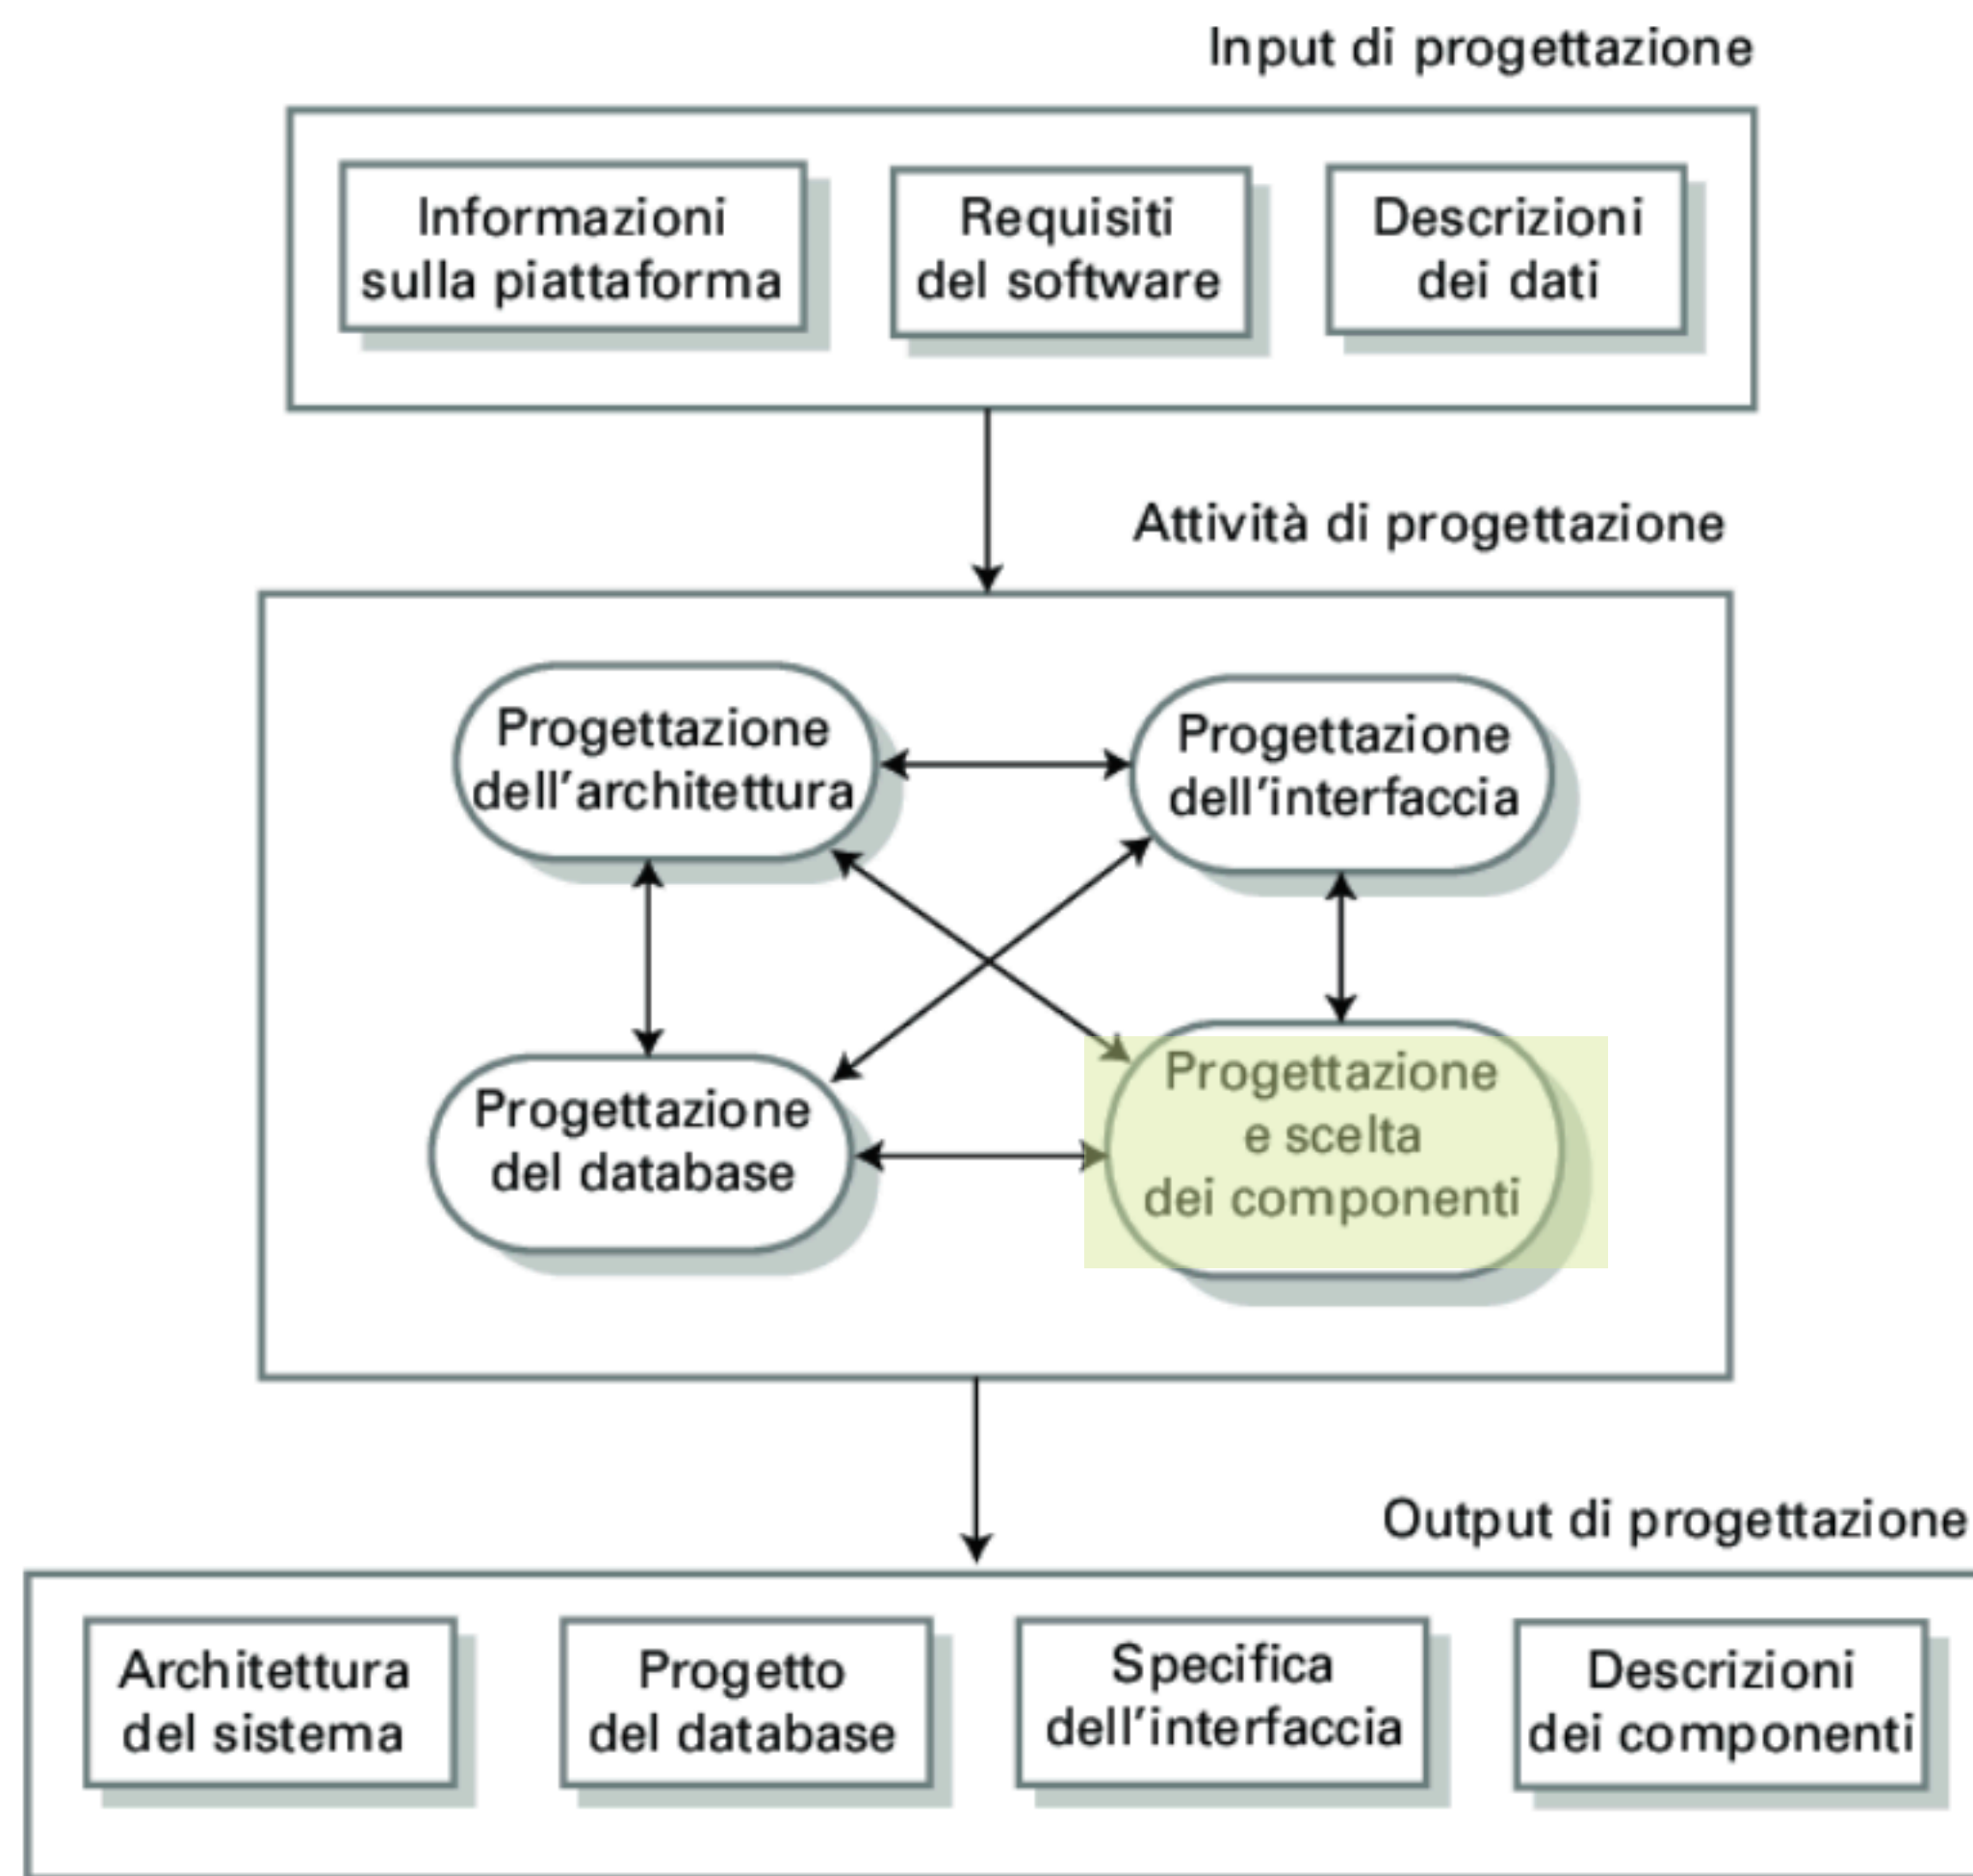 Input di progettazione
Informazioni
sulla piattaforma
Requisiti
del software
Descrizioni
dei dati
Attività di progettazione
Progettazione
dell'architettura
Progettazione
dell'interfaccia
Progettazione
del database
Progettazione
e scelta
dei componenti
Output di progettazione
Architettura
del sistema
Progetto
del database
Specifica
dell'interfaccia
Descrizioni
dei componenti